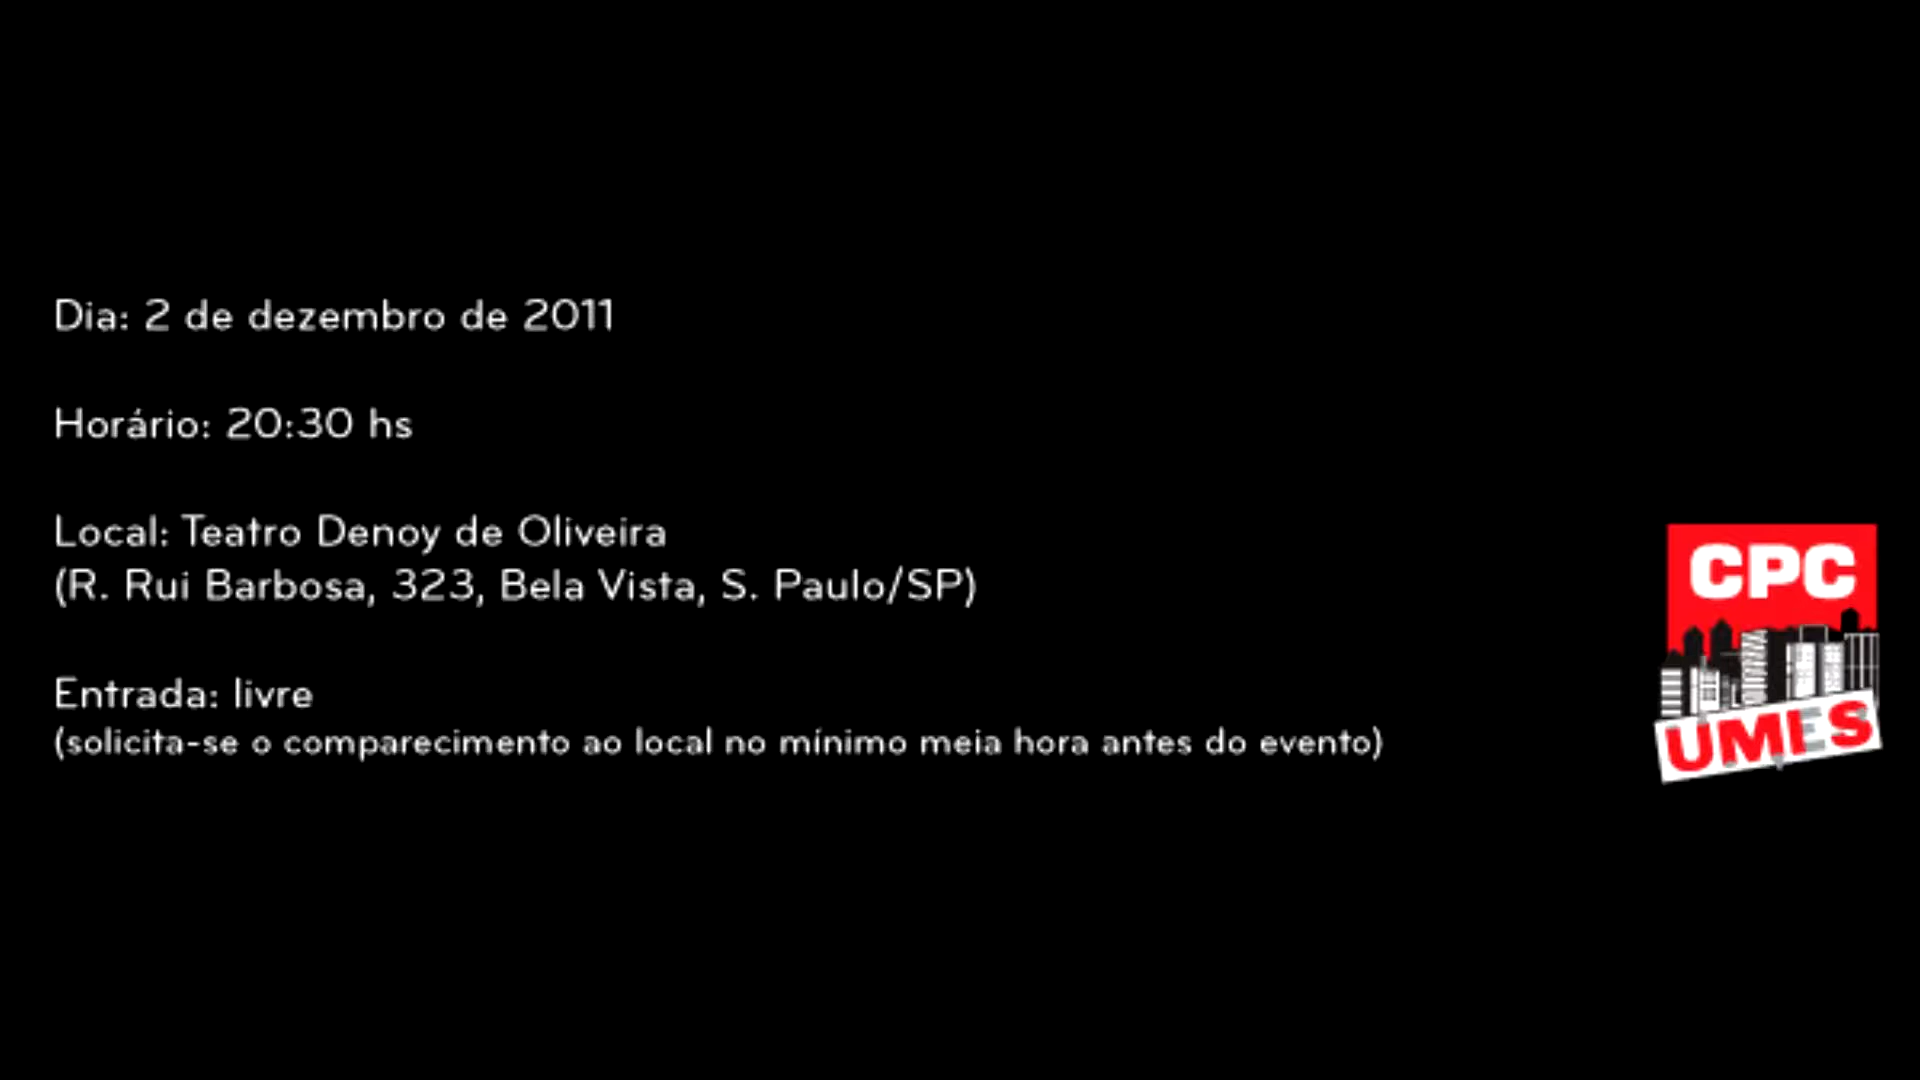 Dia: 2 de dezembro de 2011
Horário: 20:30 hs
Local: Teatro Denoy de Oliveira
(R. Rui Barbosa, 323, Bela Vista, S. Paulo/SP)
Entrada: livre
(solicita-se o comparecimento ao local no mínimo meia hora antes do evento)
CPC
UMES